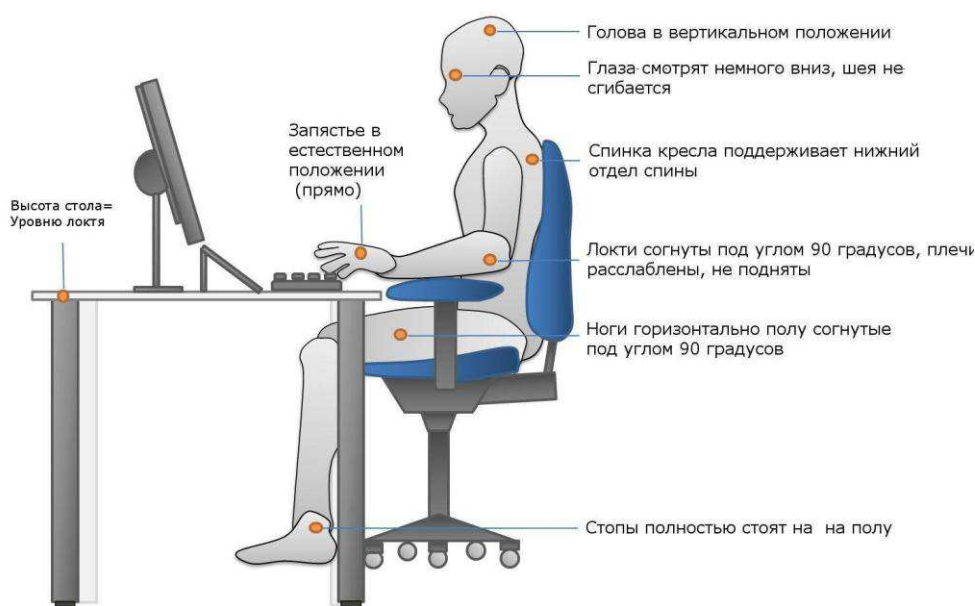 Голова в вертикальном положении
Глаза смотрят немного вниз, шея не
сгибается
Запястье в
естественном
положении
(прямо)
Спинка кресла поддерживает нижний
отдел спины
Высота стола=
Уровню локтя
Локти согнуты под углом 90 градусов, плечи
расслаблены, не подняты
Ноги горизонтально полу согнутые
под углом 90 градусов
Стопы полностью стоят на на полу